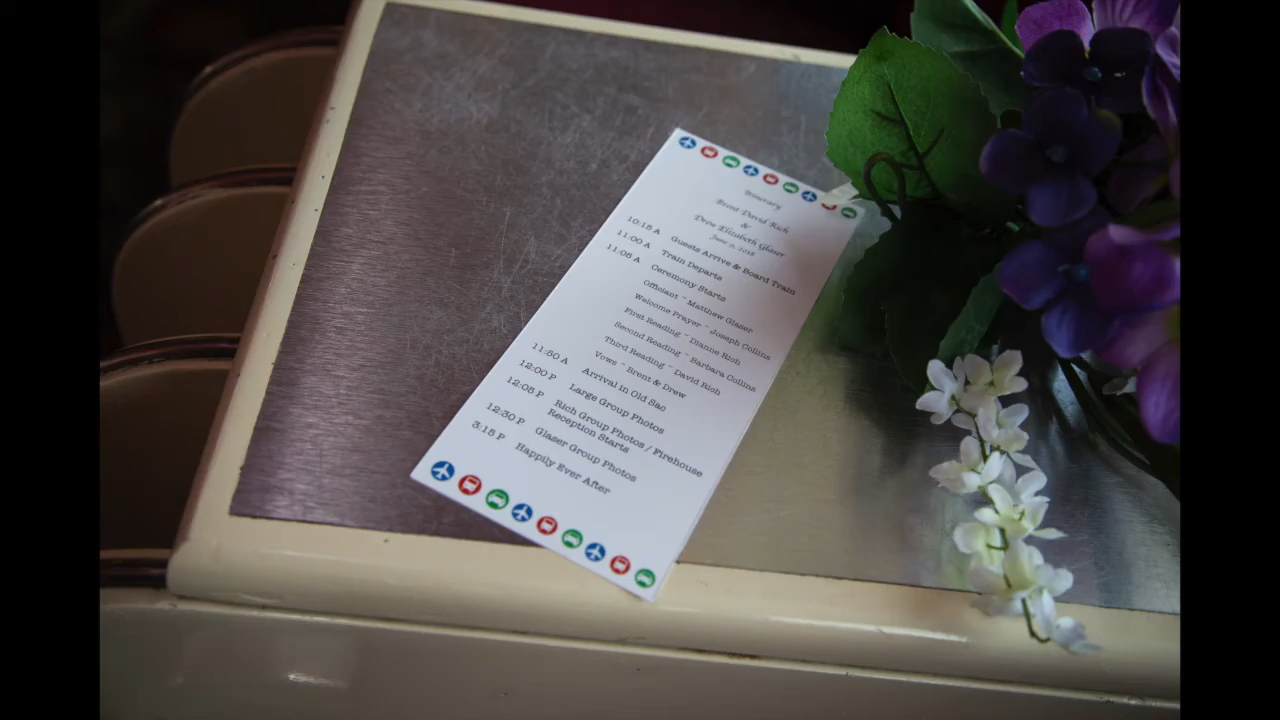 Itinerary
Brent David Rich
&
Drew Elizabeth Glaser
June 9, 2018
10:15 A Guests Arrive & Board Train
11:00 A Train Departs
11:05 A Ceremony Starts
Officiant ~ Matthew Glaser
Welcome Prayer ~ Joseph Collins
First Reading ~ Dianne Rich
Second Reading ~ Barbara Collins
Third Reading ~ David Rich
Vows ~ Brent & Drew
11:50 A Arrival in Old Sac
12:00 P Large Group Photos
12:05 P Rich Group Photos / Firehouse
Reception Starts
12:30 P Glaser Group Photos
3:15 P Happily Ever After